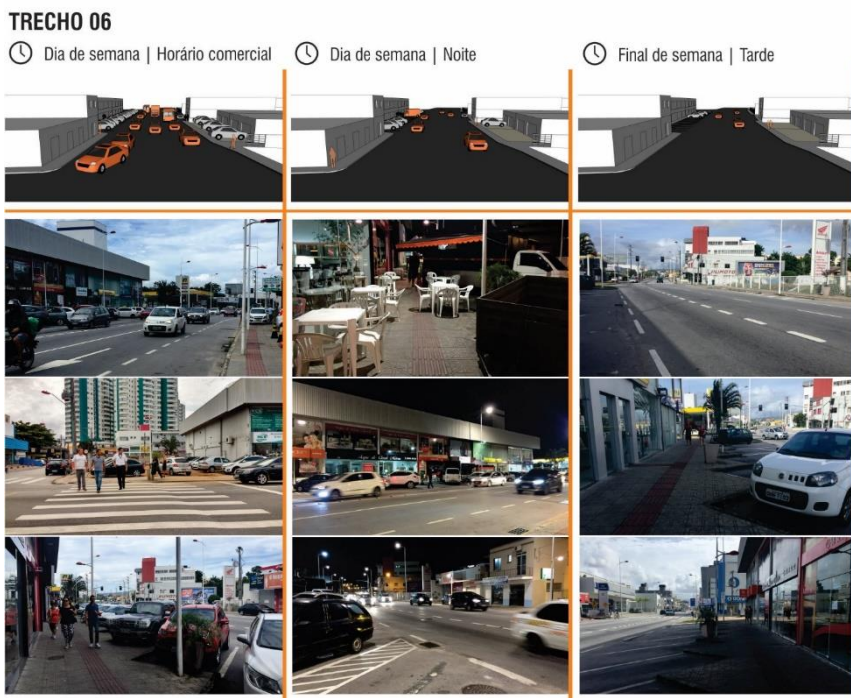 TRECHO 06
Dia de semana | Horário comercial
Dia de semana | Noite
Final de semana | Tarde